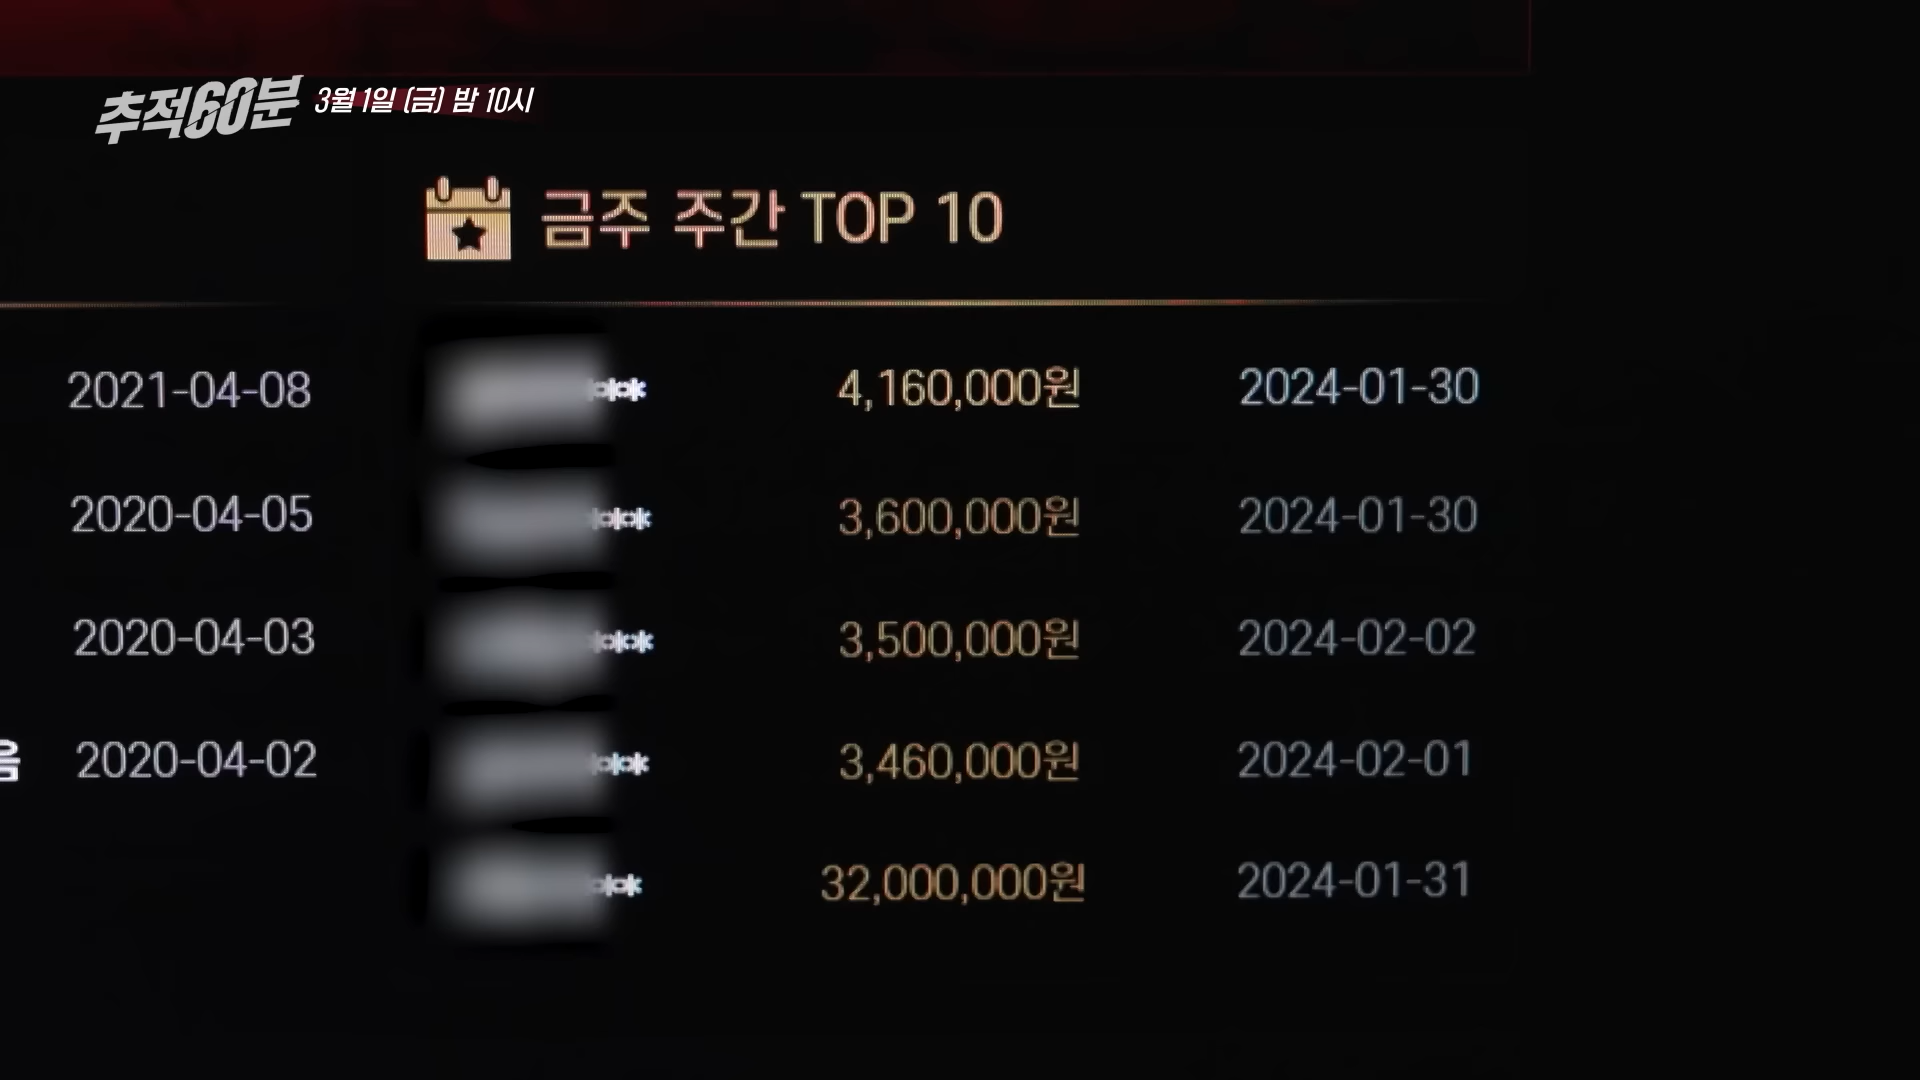 추적60분 3월 1일 (금) 밤 10시
금주 주간 TOP 10
2021-04-08 *** 4,160,000원 2024-01-30
2020-04-05 *** 3,600,000원 2024-01-30
2020-04-03 *** 3,500,000원 2024-02-02
음 2020-04-02 *** 3,460,000원 2024-02-01
*** 32,000,000원 2024-01-31